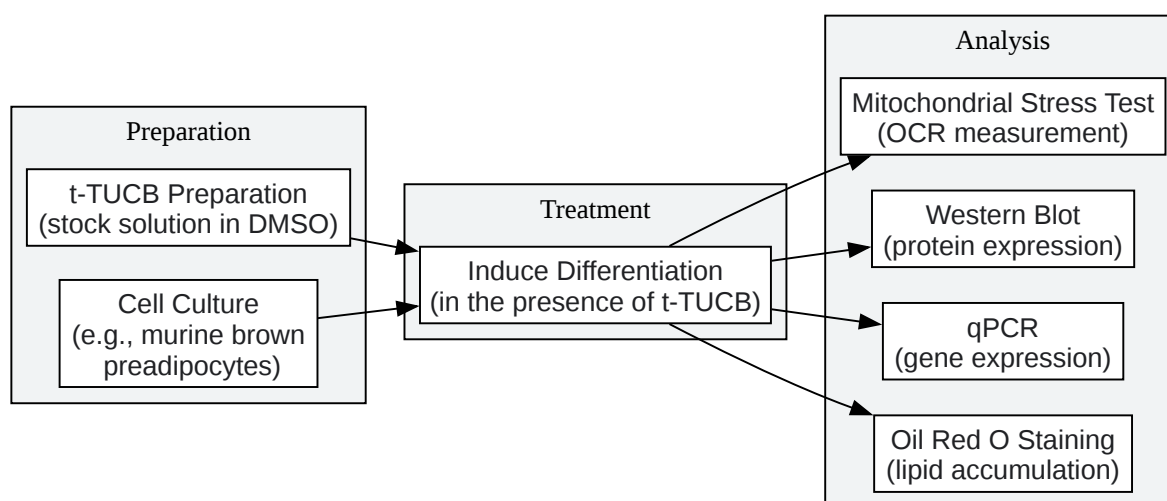 Preparation
t-TUCB Preparation
(stock solution in DMSO)
Cell Culture
(e.g., murine brown
preadipocytes)
Treatment
Induce Differentiation
(in the presence of t-TUCB)
Analysis
Mitochondrial Stress Test
(OCR measurement)
Western Blot
(protein expression)
qPCR
(gene expression)
Oil Red O Staining
(lipid accumulation)